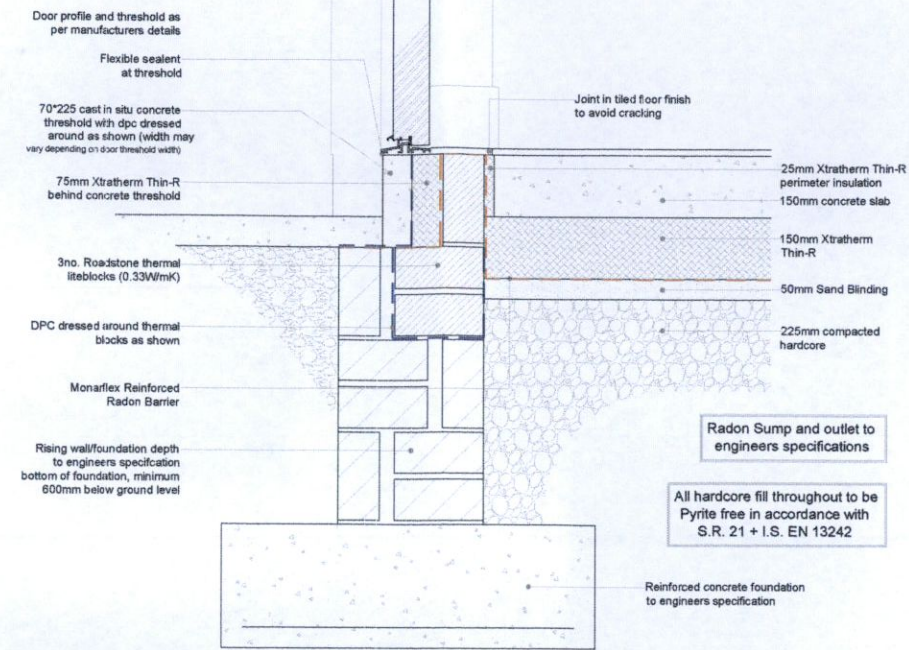 Door profile and threshold as
per manufacturers details
Flexible sealent
at threshold
70*225 cast in situ concrete
threshold with dpc dressed
around as shown (width may
vary depending on door threshold width)
75mm Xtratherm Thin-R
behind concrete threshold
3no. Roadstone thermal
liteblocks (0.33W/mK)
DPC dressed around thermal
blocks as shown
Monarflex Reinforced
Radon Barrier
Rising wall/foundation depth
to engineers specifcation
bottom of foundation, minimum
600mm below ground level
Joint in tiled floor finish
to avoid cracking
25mm Xtratherm Thin-R
perimeter insulation
150mm concrete slab
150mm Xtratherm
Thin-R
50mm Sand Blinding
225mm compacted
hardcore
Radon Sump and outlet to
engineers specifications
All hardcore fill throughout to be
Pyrite free in accordance with
S.R. 21 + I.S. EN 13242
Reinforced concrete foundation
to engineers specification